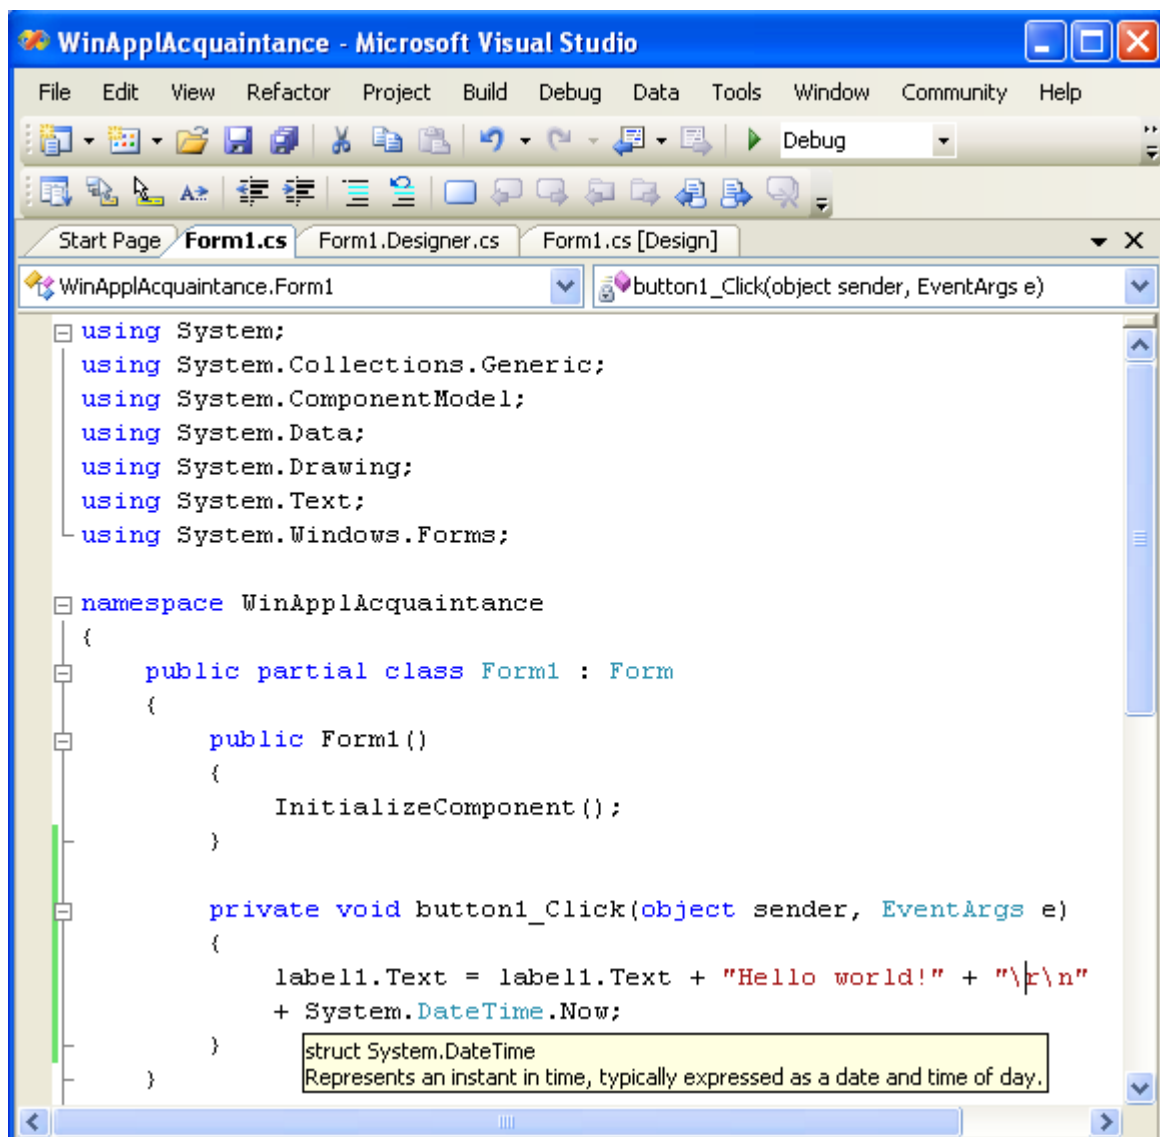 WinApplAcquaintance - Microsoft Visual Studio
File Edit View Refactor Project Build Debug Data Tools Window Community Help
Debug
Start Page Form1.cs Form1.Designer.cs Form1.cs [Design]
WinApplAcquaintance.Form1 button1_Click(object sender, EventArgs e)
using System;
using System.Collections.Generic;
using System.ComponentModel;
using System.Data;
using System.Drawing;
using System.Text;
using System.Windows.Forms;
namespace WinApplAcquaintance
{
public partial class Form1 : Form
{
public Form1()
{
InitializeComponent();
}
private void button1_Click(object sender, EventArgs e)
{
label1.Text = label1.Text + "Hello world!" + "\r\n"
+ System.DateTime.Now;
}
struct System.DateTime
Represents an instant in time, typically expressed as a date and time of day.
}